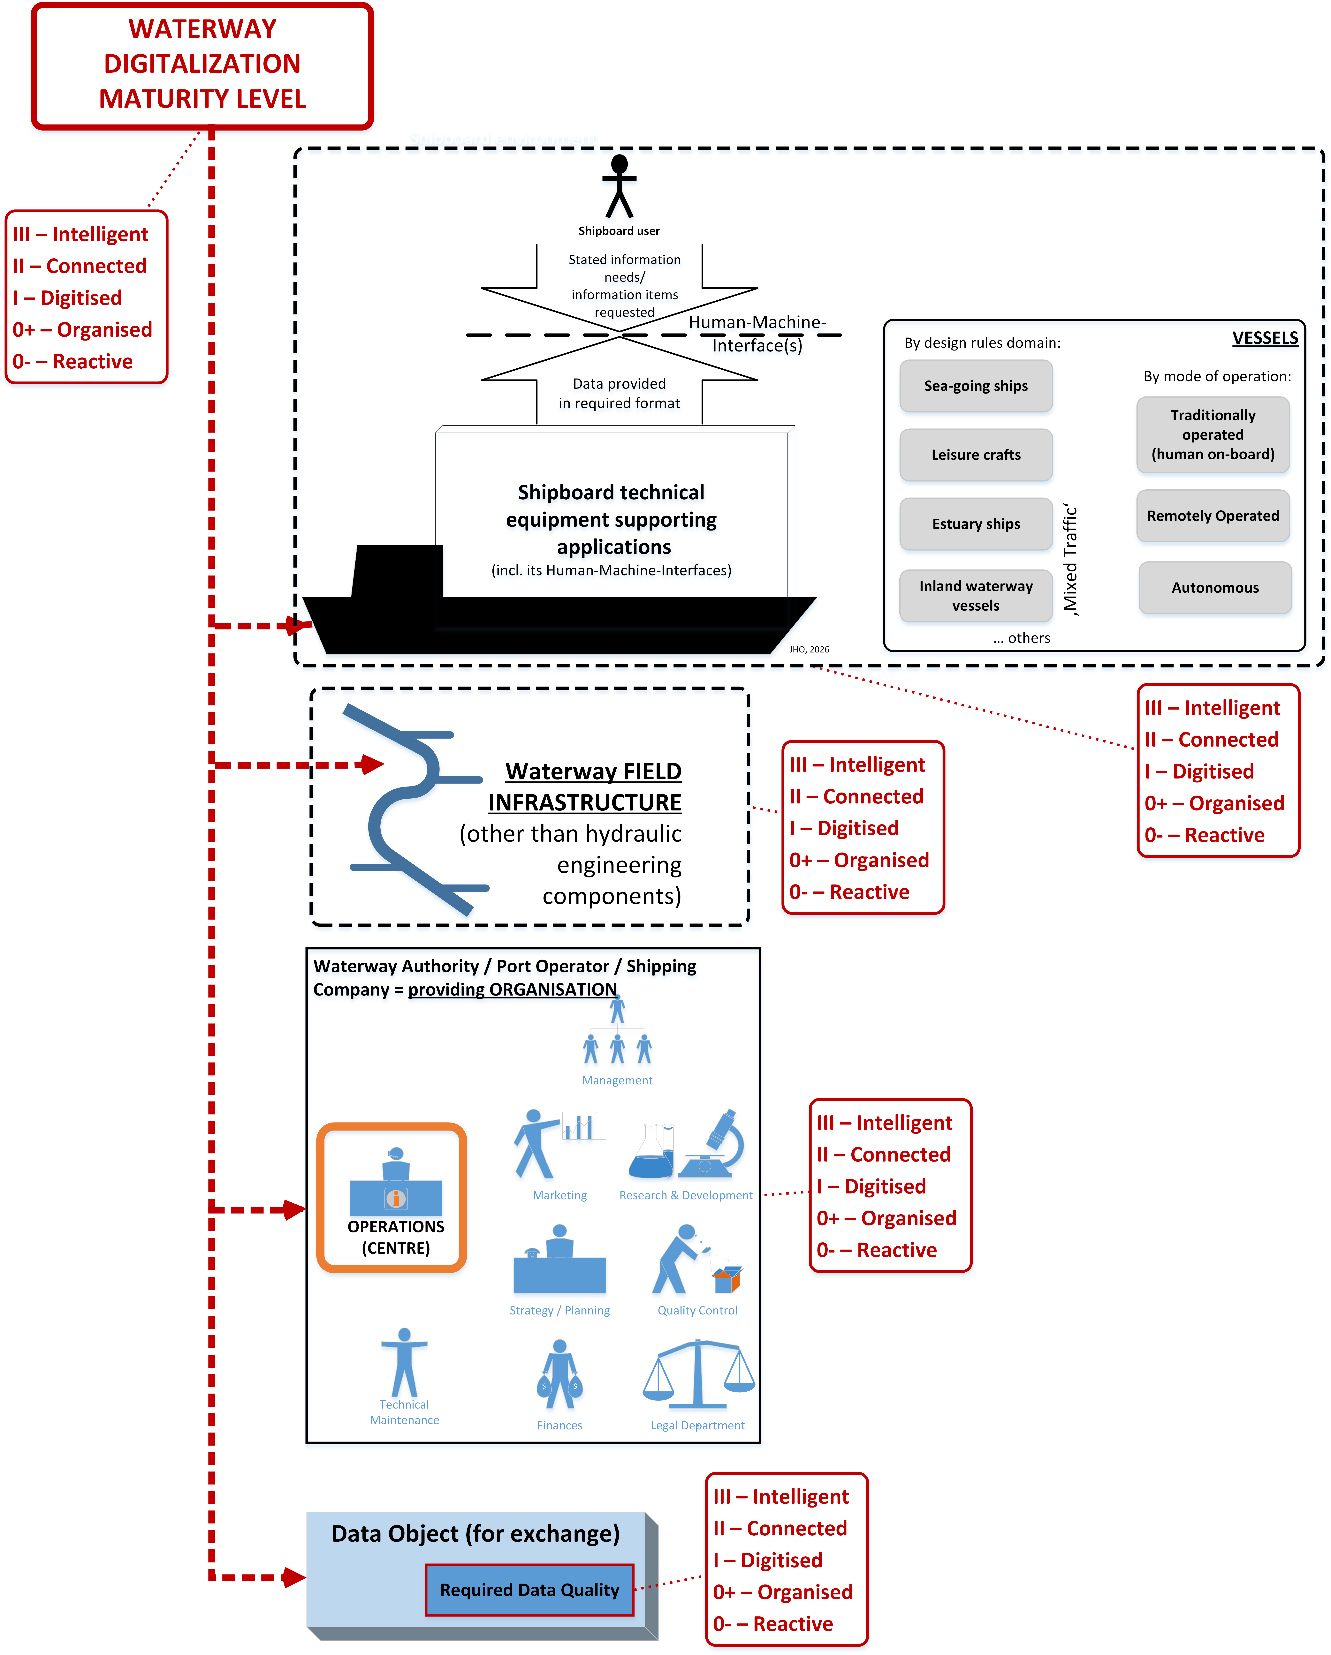 WATERWAY
DIGITALIZATION
MATURITY LEVEL
III – Intelligent
II – Connected
I – Digitised
0+ – Organised
0- – Reactive
Shipboard user
Stated information
needs/
information items
requested
Human-Machine-
Interface(s)
Data provided
in required format
Shipboard technical
equipment supporting
applications
(incl. its Human-Machine-Interfaces)
JHO, 2026
VESSELS
By design rules domain:
Sea-going ships
Leisure crafts
Estuary ships
Inland waterway
vessels
... others
‚Mixed Traffic‘
By mode of operation:
Traditionally
operated
(human on-board)
Remotely Operated
Autonomous
III – Intelligent
II – Connected
I – Digitised
0+ – Organised
0- – Reactive
Waterway FIELD
INFRASTRUCTURE
(other than hydraulic
engineering
components)
III – Intelligent
II – Connected
I – Digitised
0+ – Organised
0- – Reactive
Waterway Authority / Port Operator / Shipping
Company = providing ORGANISATION
Management
OPERATIONS
(CENTRE)
Marketing
Research & Development
Strategy / Planning
Quality Control
Technical
Maintenance
Finances
Legal Department
III – Intelligent
II – Connected
I – Digitised
0+ – Organised
0- – Reactive
Data Object (for exchange)
Required Data Quality
III – Intelligent
II – Connected
I – Digitised
0+ – Organised
0- – Reactive